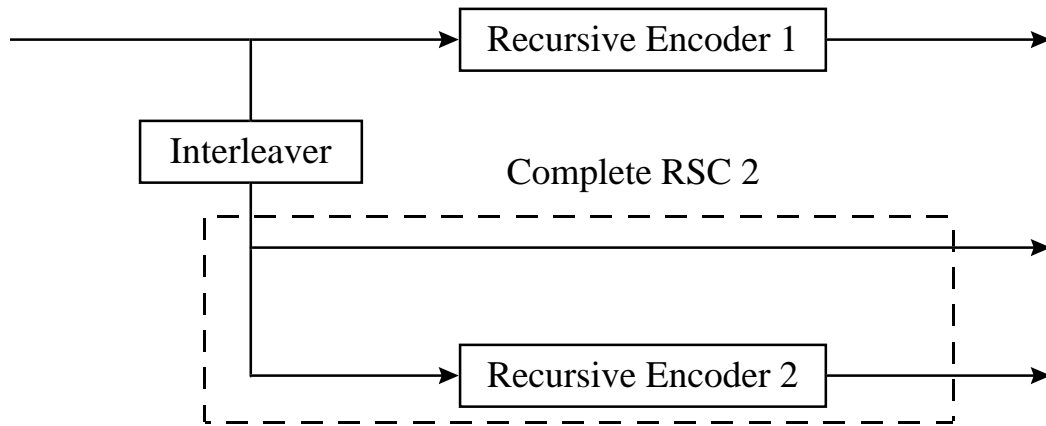 Recursive Encoder 1
Interleaver
Complete RSC 2
Recursive Encoder 2